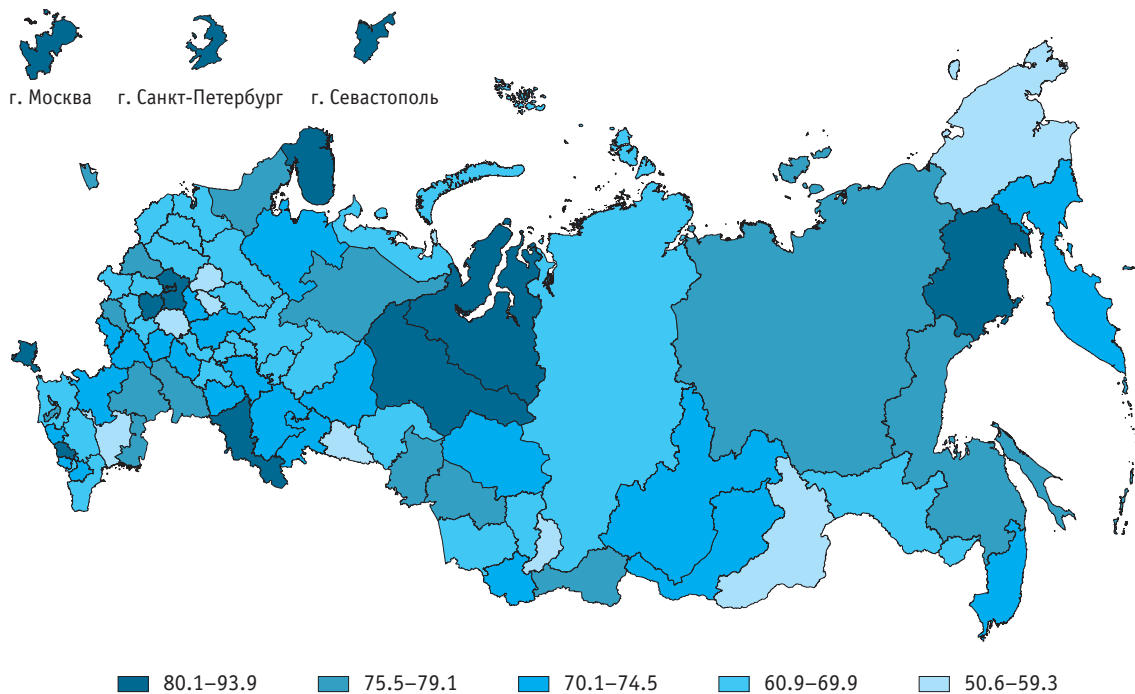 г. Москва г. Санкт-Петербург г. Севастополь
80.1–93.9 75.5–79.1 70.1–74.5 60.9–69.9 50.6–59.3